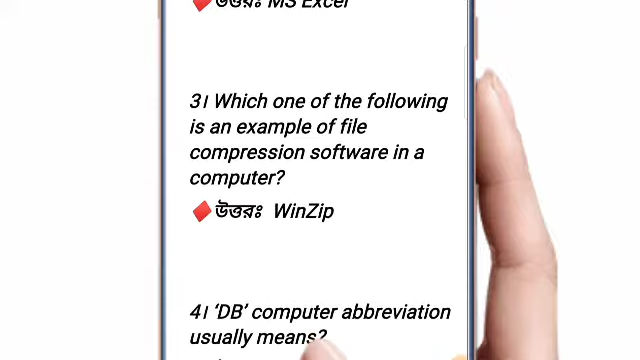 ♦️উত্তরঃ MS Excel
3। Which one of the following
is an example of file
compression software in a
computer?
♦️উত্তরঃ WinZip
4। ‘DB’ computer abbreviation
usually means?